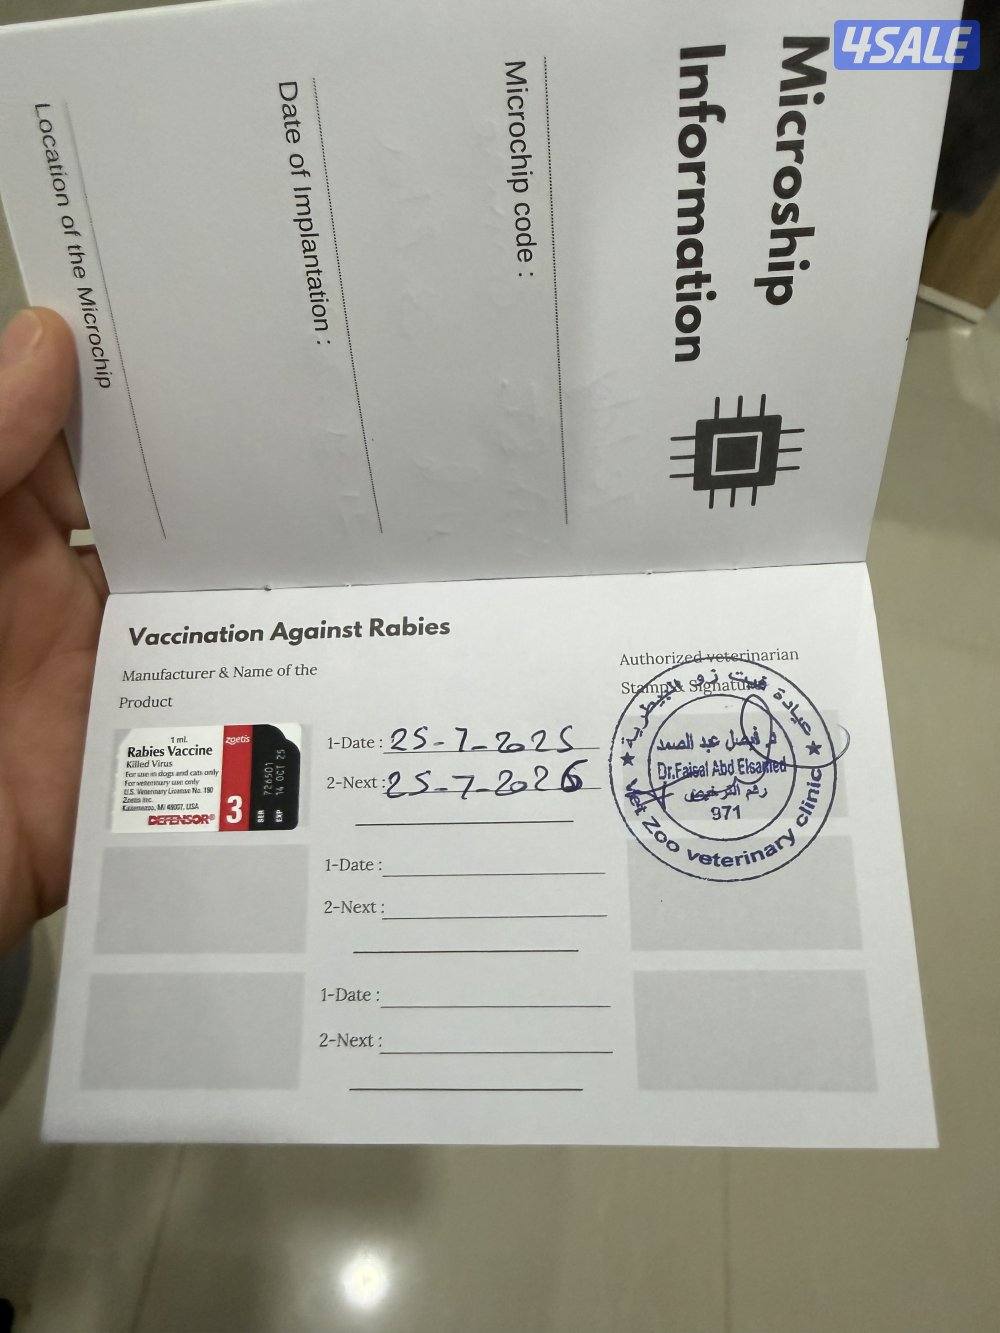 4SALE
Microship
Information
Microchip code :
Date of Implantation :
Location of the Microchip
Vaccination Against Rabies
Manufacturer & Name of the
Product
Authorized veterinarian
Stamp & Signature
1 ml.
Rabies Vaccine
Killed Virus
For use in dogs and cats only
For veterinary use only
U.S. Veterinary License No. 190
Zoetis Inc.
Kalamazoo, MI 49007, USA
DEFENSOR®
zoetis
3
SER 726501
EXP 14 OCT 25
1-Date : 25-7-2025
2-Next : 25-7-2026
عيادة فيت زو البيطرية
م فيصل عبد الصمد
Dr.Faisal Abd Elsamed
رقم الترخيص
971
Vet Zoo veterinary clinic
1-Date :
2-Next :
1-Date :
2-Next :